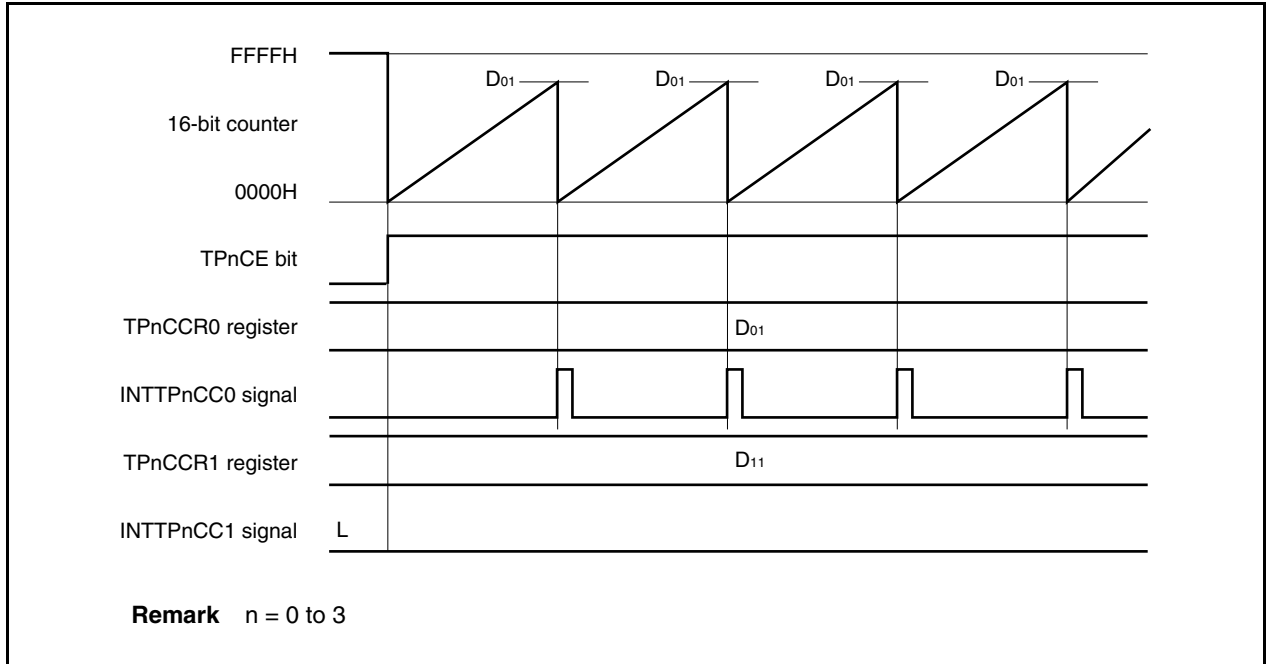 FFFFH
D01 D01 D01 D01
16-bit counter
0000H
TPnCE bit
TPnCCR0 register D01
INTTPnCC0 signal
TPnCCR1 register D11
INTTPnCC1 signal L
Remark n = 0 to 3